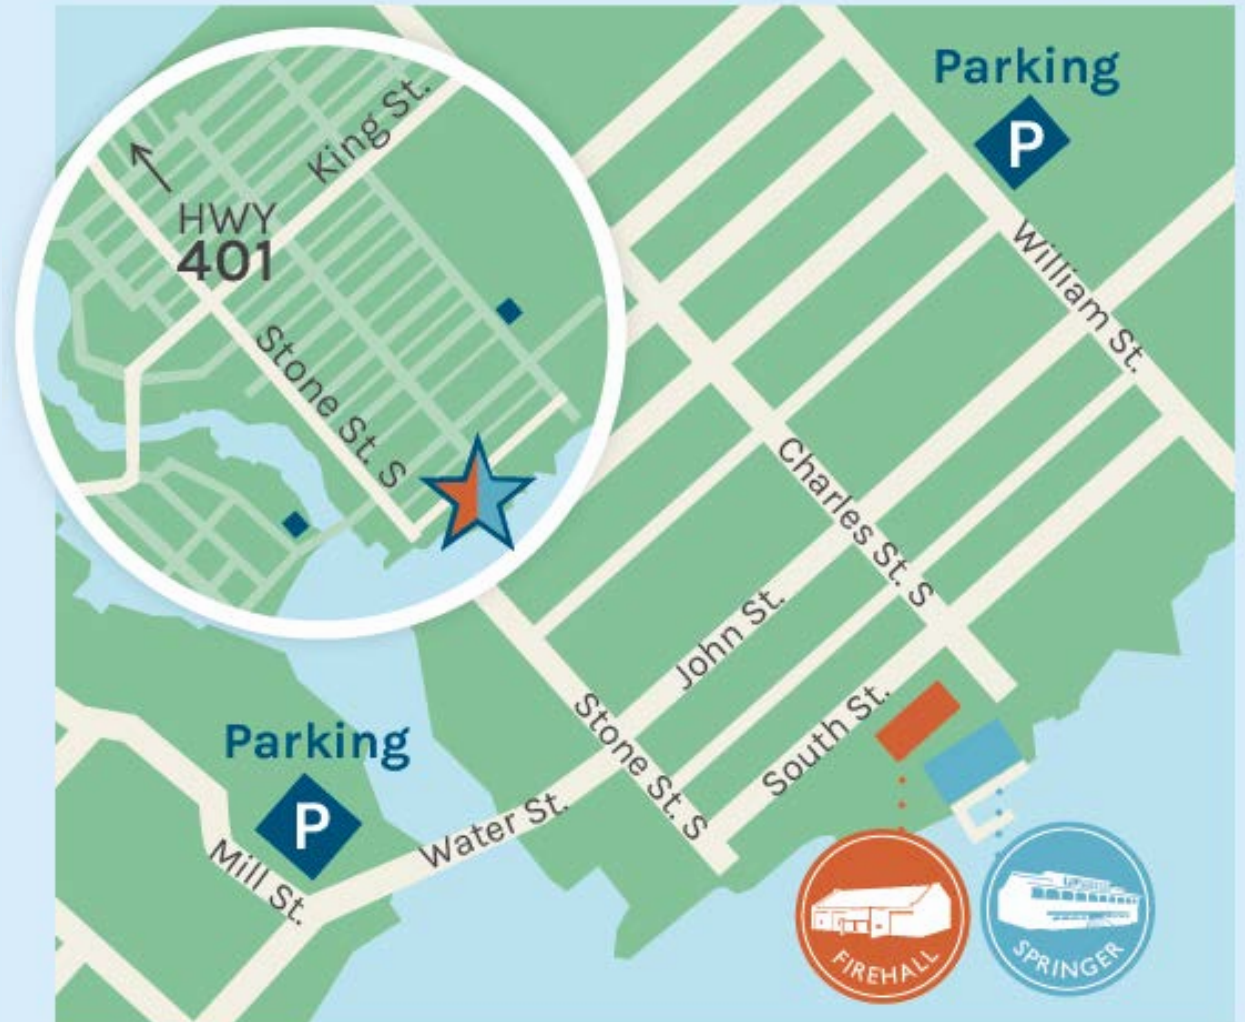 Parking
P
King St.
HWY
401
William St.
Stone St. S
Charles St. S
John St.
Stone St. S
South St.
Parking
P
Water St.
Mill St.
FIREHALL
SPRINGER